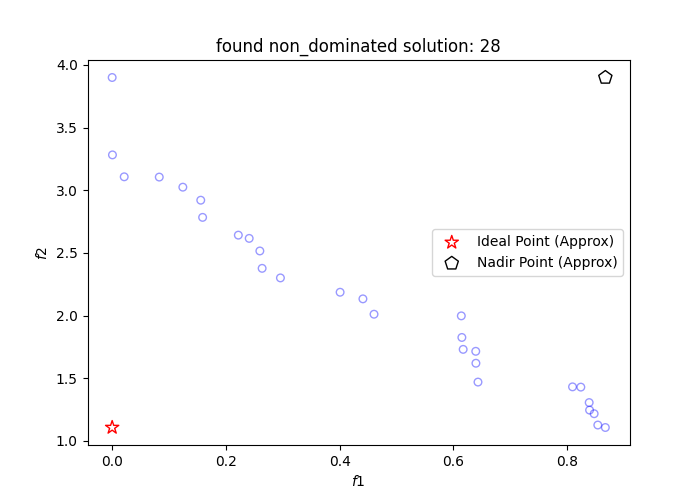 found non_dominated solution: 28
4.0
3.5
3.0
2.5
2.0
1.5
1.0
f2
Ideal Point (Approx)
Nadir Point (Approx)
0.0 0.2 0.4 0.6 0.8
f1